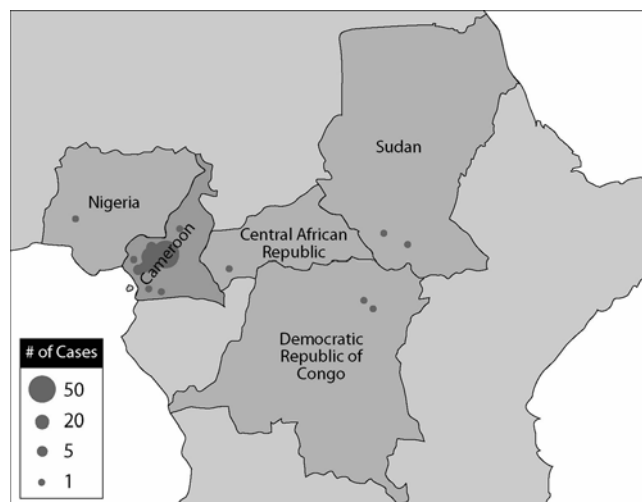 Sudan
Nigeria
Cameroon
Central African
Republic
Democratic
Republic of
Congo
# of Cases
50
20
5
1